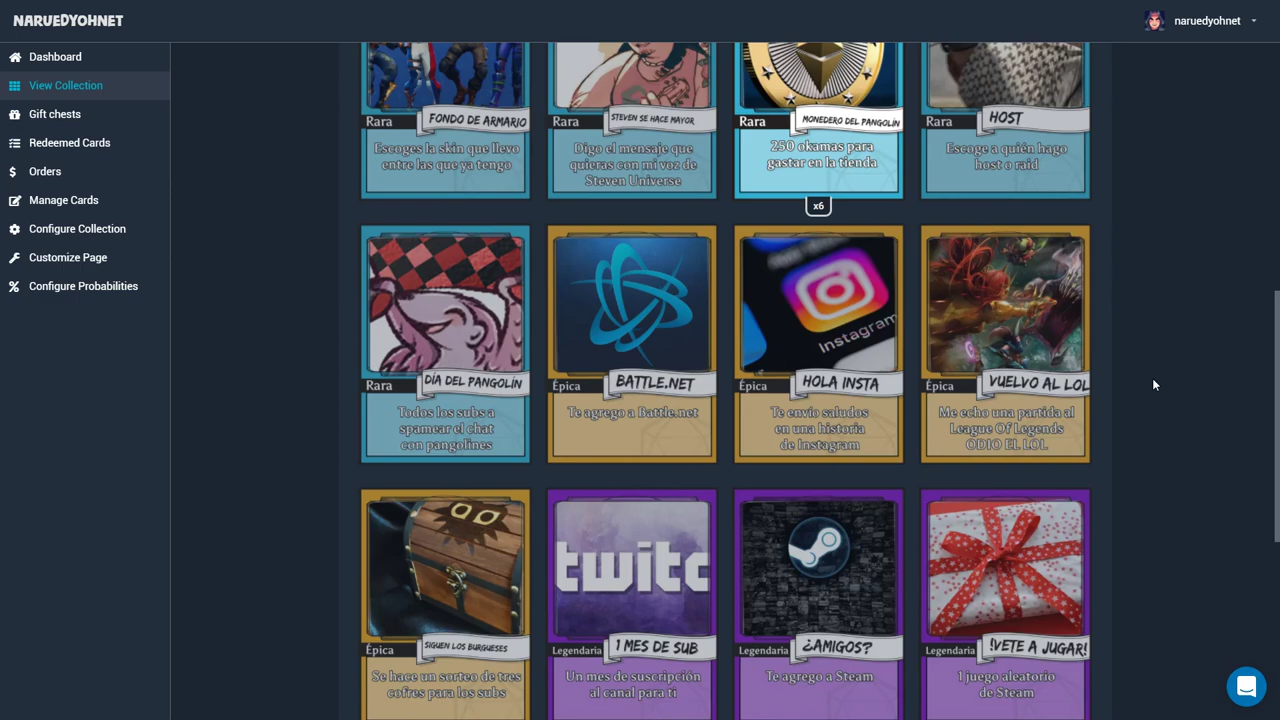 NARUEDYOHNET
naruedyohnet
Dashboard
View Collection
Gift chests
Redeemed Cards
Orders
Manage Cards
Configure Collection
Customize Page
Configure Probabilities
Rara
FONDO DE ARMARIO
Escoges la skin que llevo
entre las que ya tengo
Rara
STEVEN SE HACE MAYOR
Digo el mensaje que
quieras con mi voz de
Steven Universe
Rara
MONEDERO DEL PANGOLÍN
250 okamas para
gastar en la tienda
x6
Rara
HOST
Escoge a quién hago
host o raid
Rara
DÍA DEL PANGOLÍN
Todos los subs a
spamear el chat
con pangolines
Épica
BATTLE.NET
Te agrego a Battle.net
Instagram
Épica
HOLA INSTA
Te envío saludos
en una historia
de Instagram
Épica
VUELVO AL LOL
Me echo una partida al
League Of Legends
ODIO EL LOL
Épica
SIGUEN LOS BURGUESES
Se hace un sorteo de tres
cofres para los subs
twitc
Legendaria
1 MES DE SUB
Un mes de suscripción
al canal para ti
Legendaria
¿AMIGOS?
Te agrego a Steam
Legendaria
!VETE A JUGAR!
1 juego aleatorio
de Steam